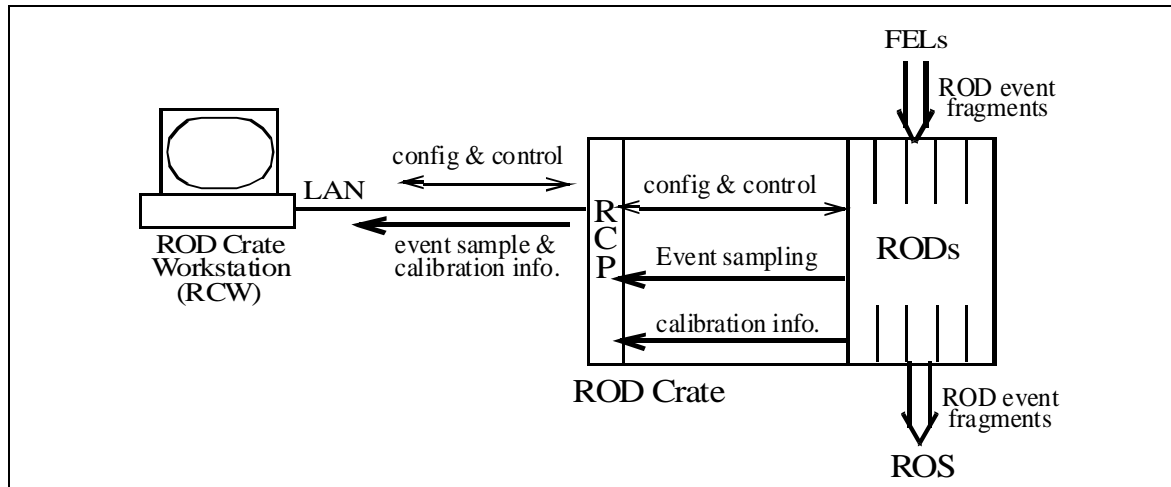 FELs
ROD event
fragments
config & control
LAN
config & control
RCP
ROD Crate
Workstation
(RCW)
event sample &
calibration info.
Event sampling
RODs
calibration info.
ROD Crate
ROD event
fragments
ROS